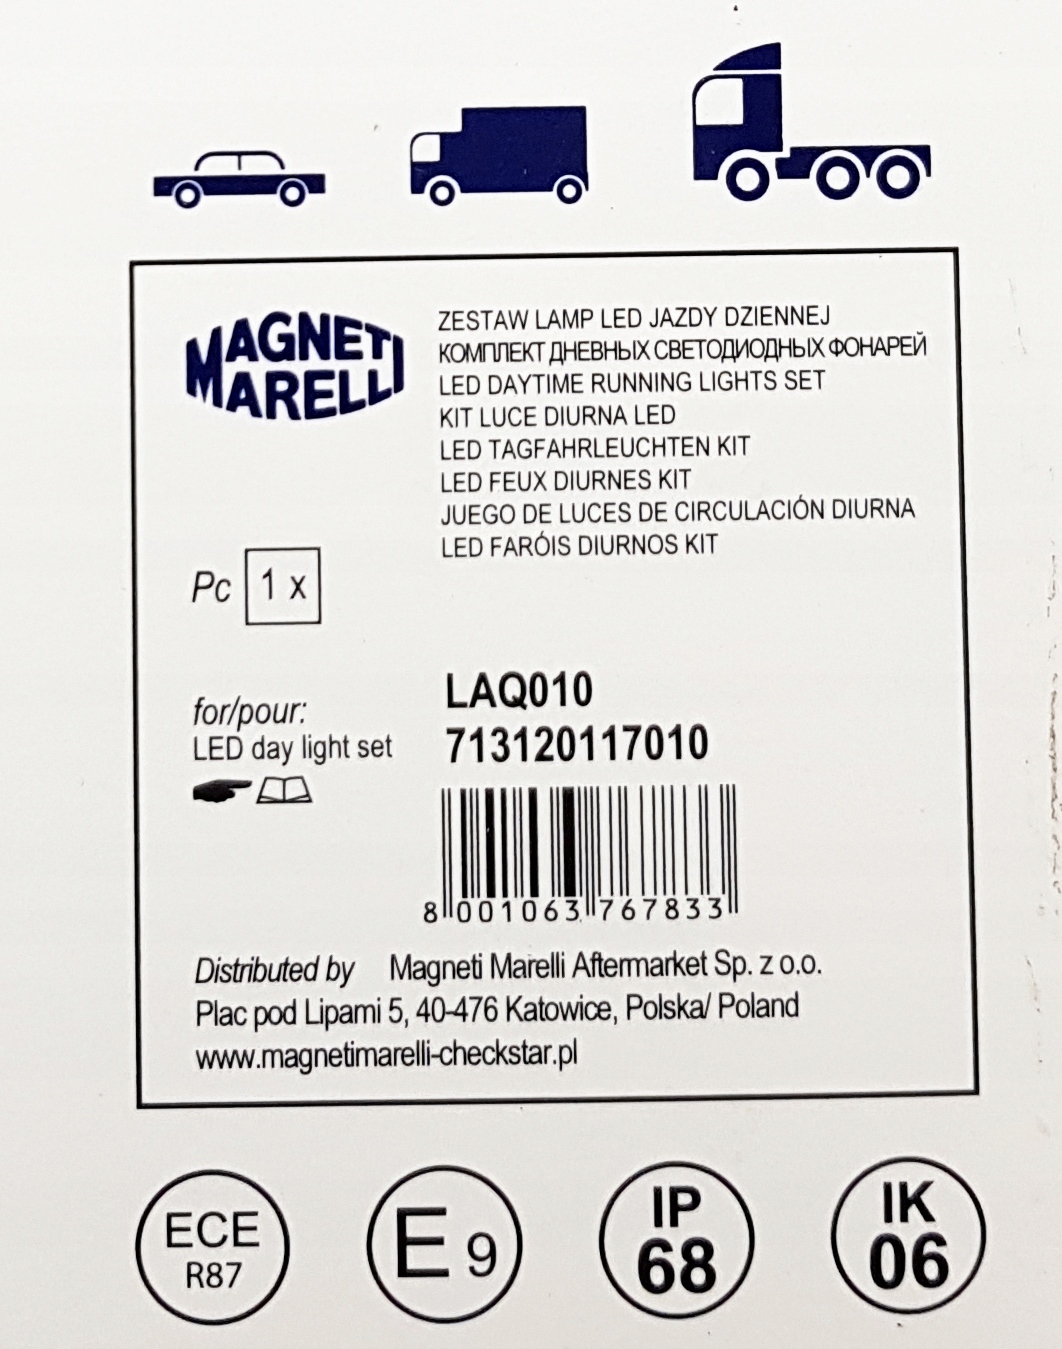 MAGNETI
MARELLI
ZESTAW LAMP LED JAZDY DZIENNEJ
КОМПЛЕКТ ДНЕВНЫХ СВЕТОДИОДНЫХ ФОНАРЕЙ
LED DAYTIME RUNNING LIGHTS SET
KIT LUCE DIURNA LED
LED TAGFAHRLEUCHTEN KIT
LED FEUX DIURNES KIT
JUEGO DE LUCES DE CIRCULACIÓN DIURNA
LED FARÓIS DIURNOS KIT
Pc 1 x
for/pour:
LED day light set
LAQ010
713120117010
8 001063 767833
Distributed by Magneti Marelli Aftermarket Sp. z o.o.
Plac pod Lipami 5, 40-476 Katowice, Polska/ Poland
www.magnetimarelli-checkstar.pl
ECE
R87
E 9
IP
68
IK
06